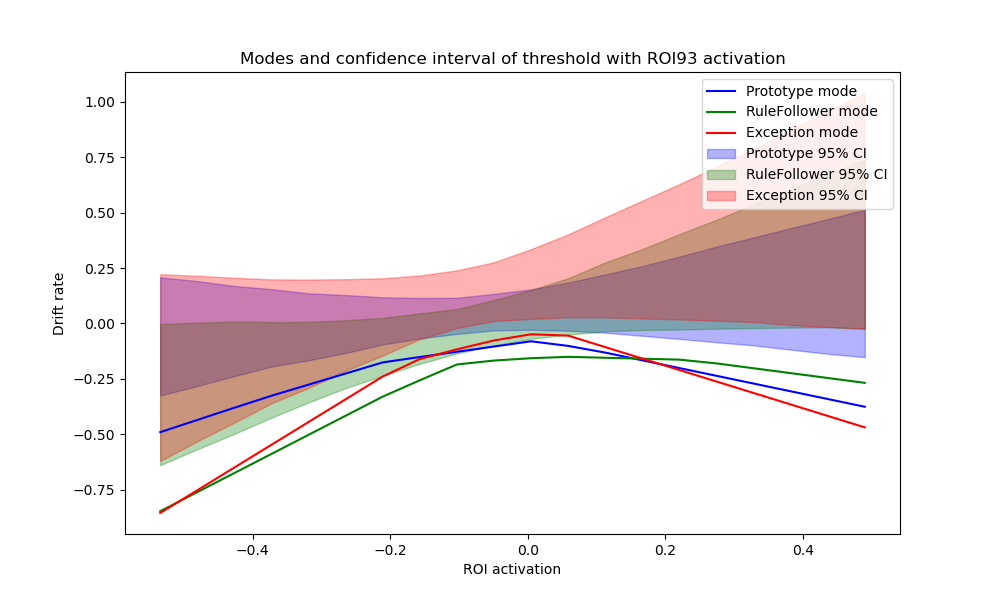 Modes and confidence interval of threshold with ROI93 activation
Prototype mode
RuleFollower mode
Exception mode
Prototype 95% CI
RuleFollower 95% CI
Exception 95% CI
1.00
0.75
0.50
0.25
0.00
−0.25
−0.50
−0.75
Drift rate
−0.4
−0.2
0.0
0.2
0.4
ROI activation